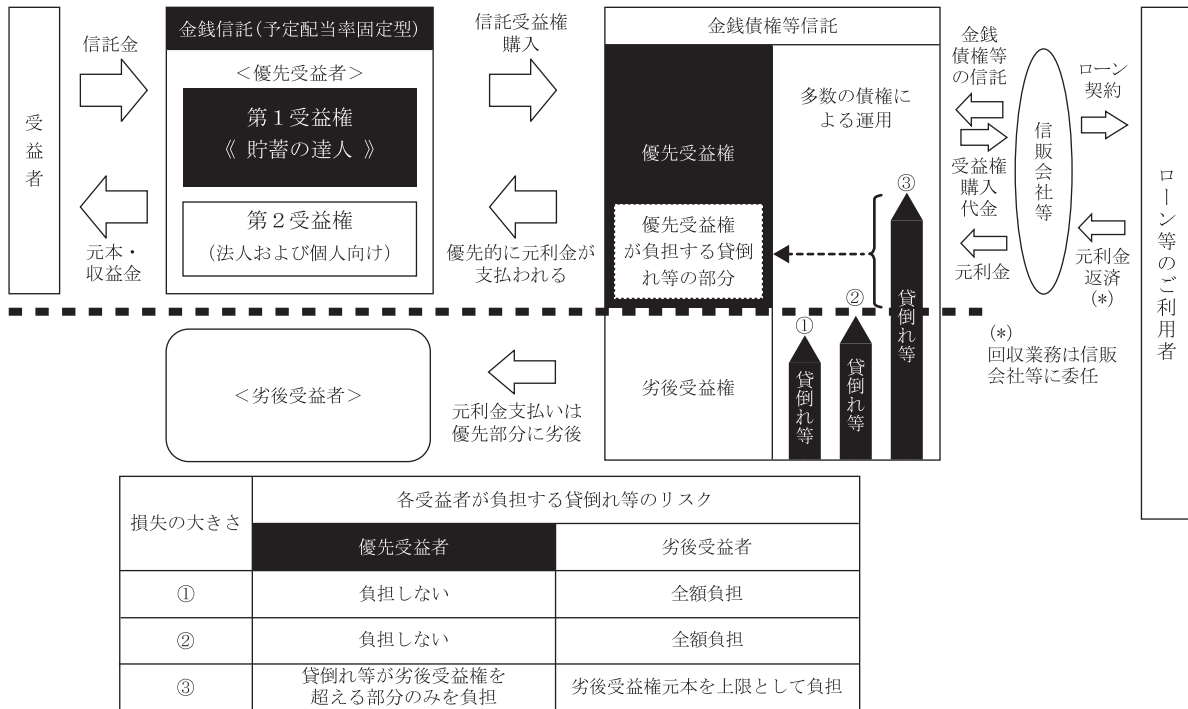 受益者
信託金
元本・
収益金
金銭信託（予定配当率固定型）
＜優先受益者＞
第１受益権
《 貯蓄の達人 》
第２受益権
（法人および個人向け）
信託受益権
購入
優先的に元利金が
支払われる
金銭債権等信託
優先受益権
優先受益権
が負担する貸倒
れ等の部分
多数の債権に
よる運用
③
②
①
貸倒れ等
貸倒れ等
貸倒れ等
金銭
債権等
の信託
受益権
購入
代金
元利金
信販会社等
ローン
契約
元利金
返済
(*)
ローン等のご利用者
(*)
回収業務は信販
会社等に委任
＜劣後受益者＞
元利金支払いは
優先部分に劣後
劣後受益権
損失の大きさ
各受益者が負担する貸倒れ等のリスク
優先受益者
劣後受益者
①
負担しない
全額負担
②
負担しない
全額負担
③
貸倒れ等が劣後受益権を
超える部分のみを負担
劣後受益権元本を上限として負担